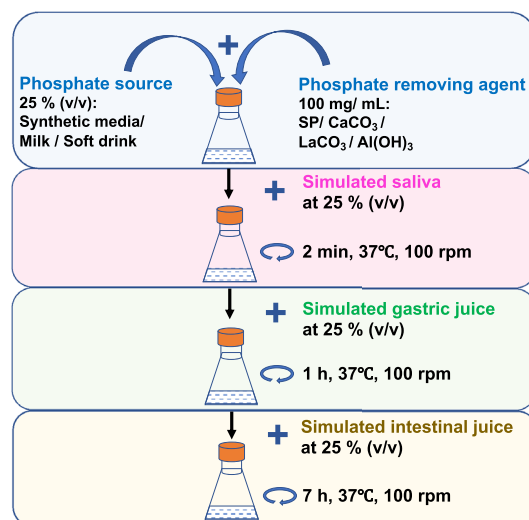 +
Phosphate source
25 % (v/v):
Synthetic media/
Milk / Soft drink
Phosphate removing agent
100 mg/ mL:
SP/ CaCO₃ /
LaCO₃ / Al(OH)₃
+ Simulated saliva
at 25 % (v/v)
2 min, 37℃, 100 rpm
+ Simulated gastric juice
at 25 % (v/v)
1 h, 37℃, 100 rpm
+ Simulated intestinal juice
at 25 % (v/v)
7 h, 37℃, 100 rpm